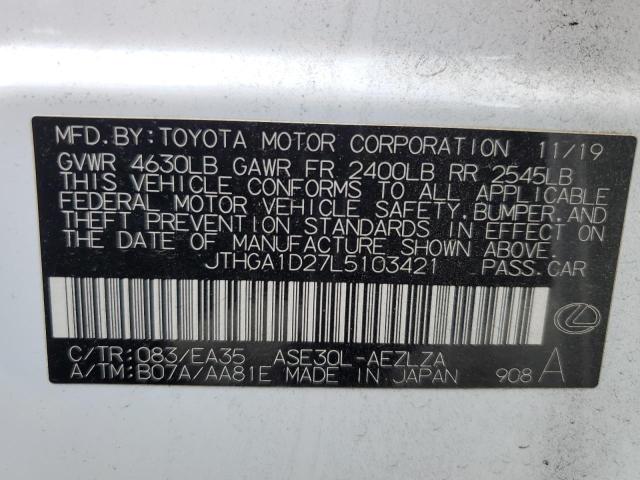 MFD.BY:TOYOTA MOTOR CORPORATION 11/19
GVWR 4630LB GAWR FR 2400LB RR 2545LB
THIS VEHICLE CONFORMS TO ALL APPLICABLE
FEDERAL MOTOR VEHICLE SAFETY,BUMPER,AND
THEFT PREVENTION STANDARDS IN EFFECT ON
THE DATE OF MANUFACTURE SHOWN ABOVE.
JTHGA1D27L5103421 PASS.CAR
C/TR:083/EA35 ASE30L-AEZLZA
A/TM:B07A/AA81E MADE IN JAPAN 908 A